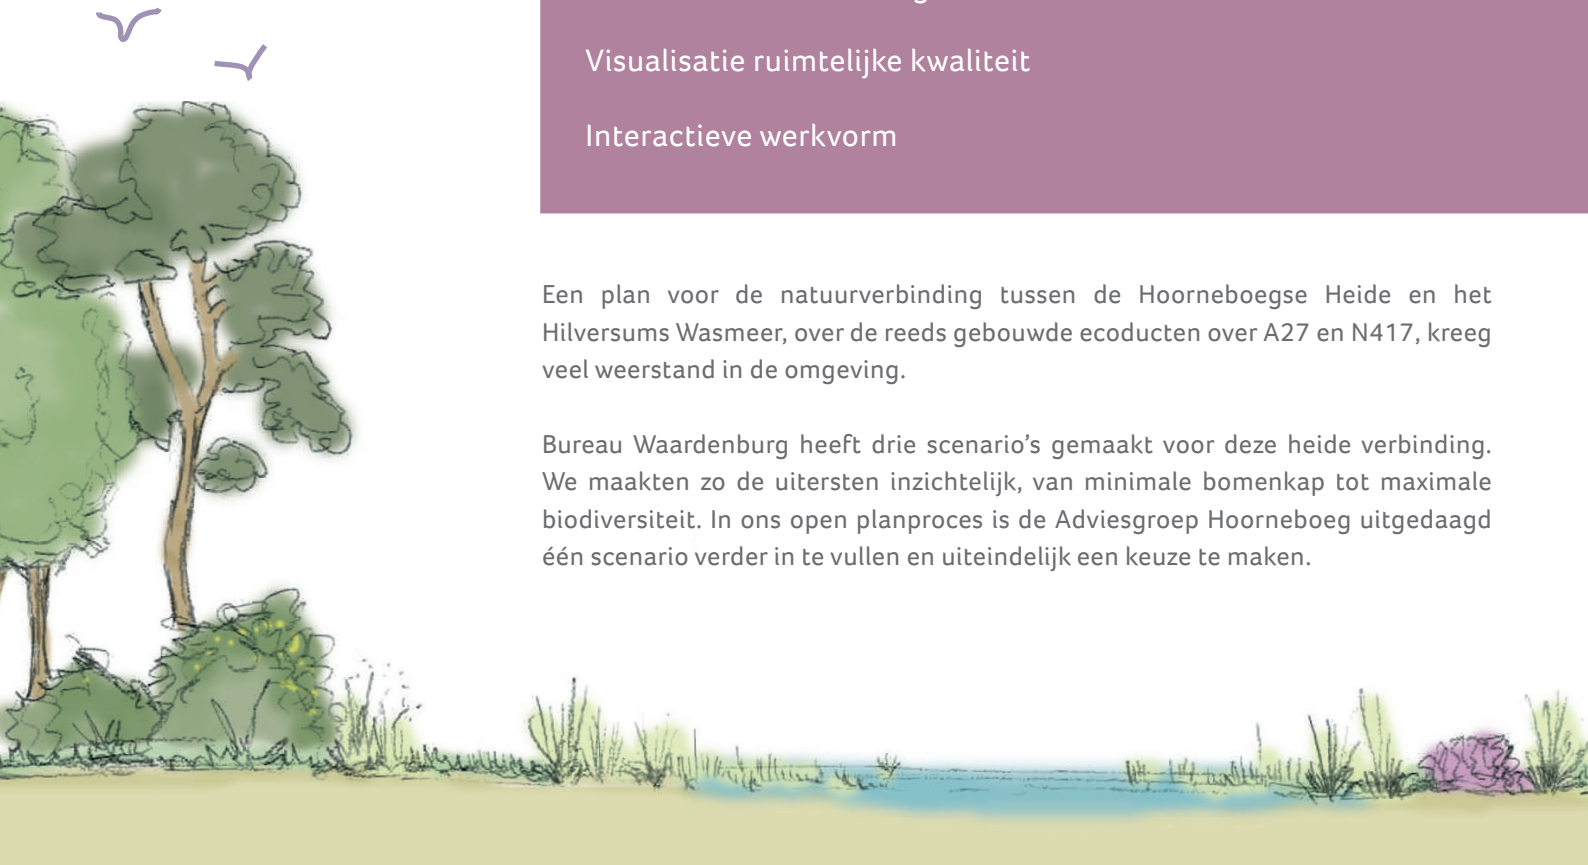 Visualisatie ruimtelijke kwaliteit
Interactieve werkvorm
Een plan voor de natuurverbinding tussen de Hoorneboegse Heide en het
Hilversums Wasmeer, over de reeds gebouwde ecoducten over A27 en N417, kreeg
veel weerstand in de omgeving.
Bureau Waardenburg heeft drie scenario’s gemaakt voor deze heide verbinding.
We maakten zo de uitersten inzichtelijk, van minimale bomenkap tot maximale
biodiversiteit. In ons open planproces is de Adviesgroep Hoorneboeg uitgedaagd
één scenario verder in te vullen en uiteindelijk een keuze te maken.